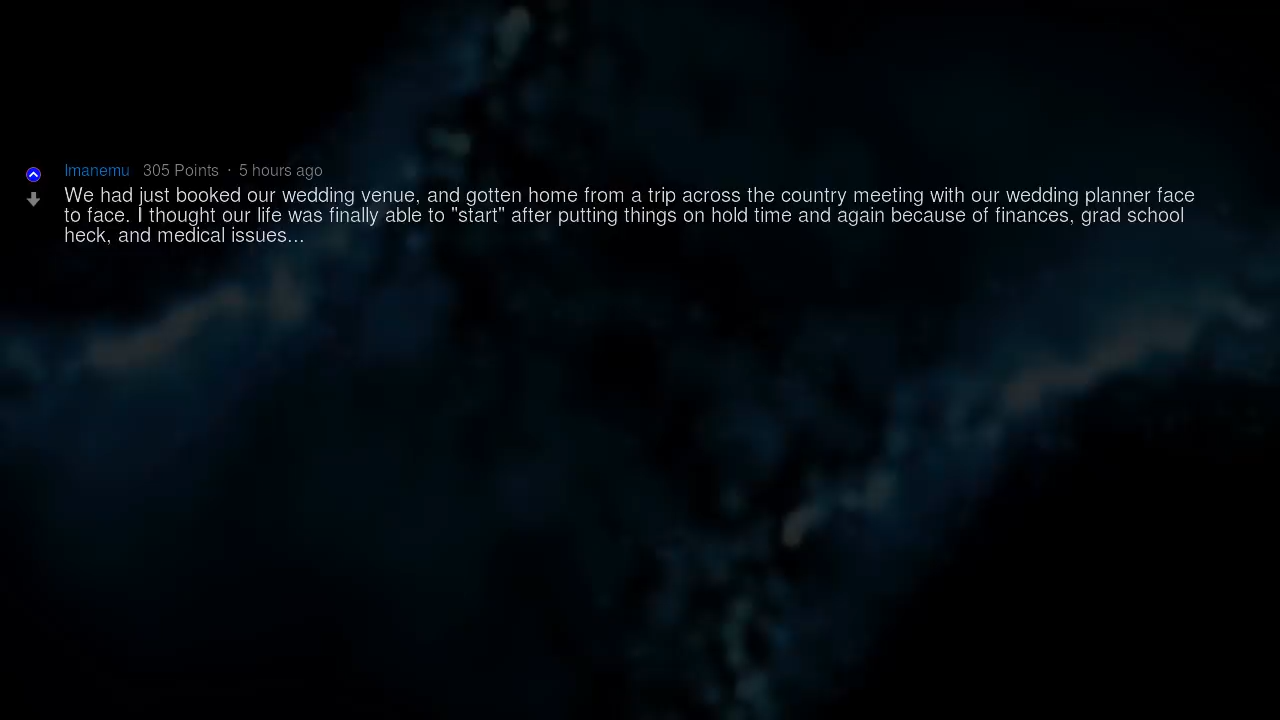 Imanemu 305 Points · 5 hours ago
We had just booked our wedding venue, and gotten home from a trip across the country meeting with our wedding planner face
to face. I thought our life was finally able to "start" after putting things on hold time and again because of finances, grad school
heck, and medical issues...